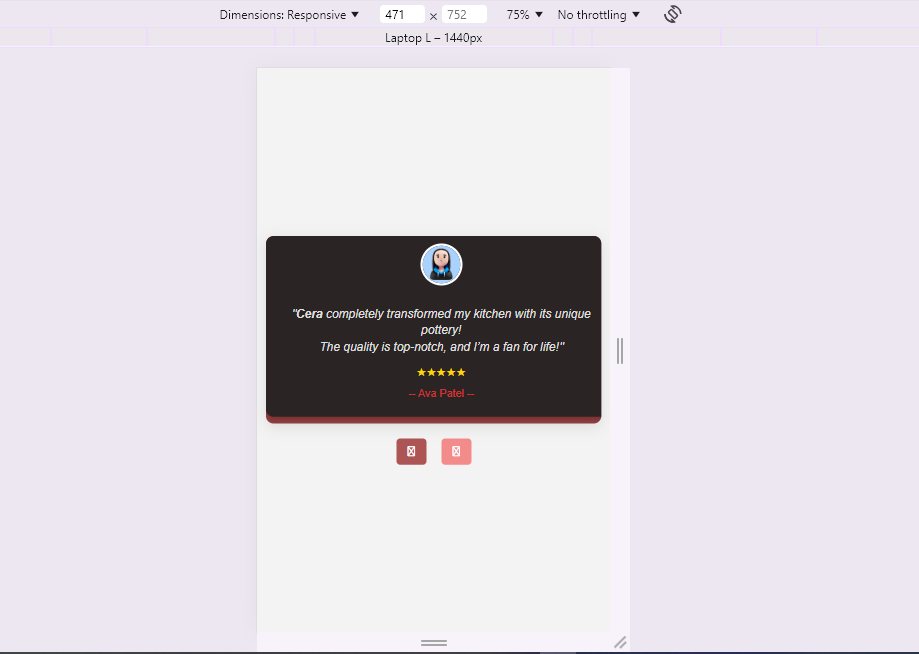 Dimensions: Responsive ▼ 471 × 752 75% ▼ No throttling ▼
Laptop L – 1440px
"Cera completely transformed my kitchen with its unique
pottery!
The quality is top-notch, and I'm a fan for life!"
★★★★★
-- Ava Patel --